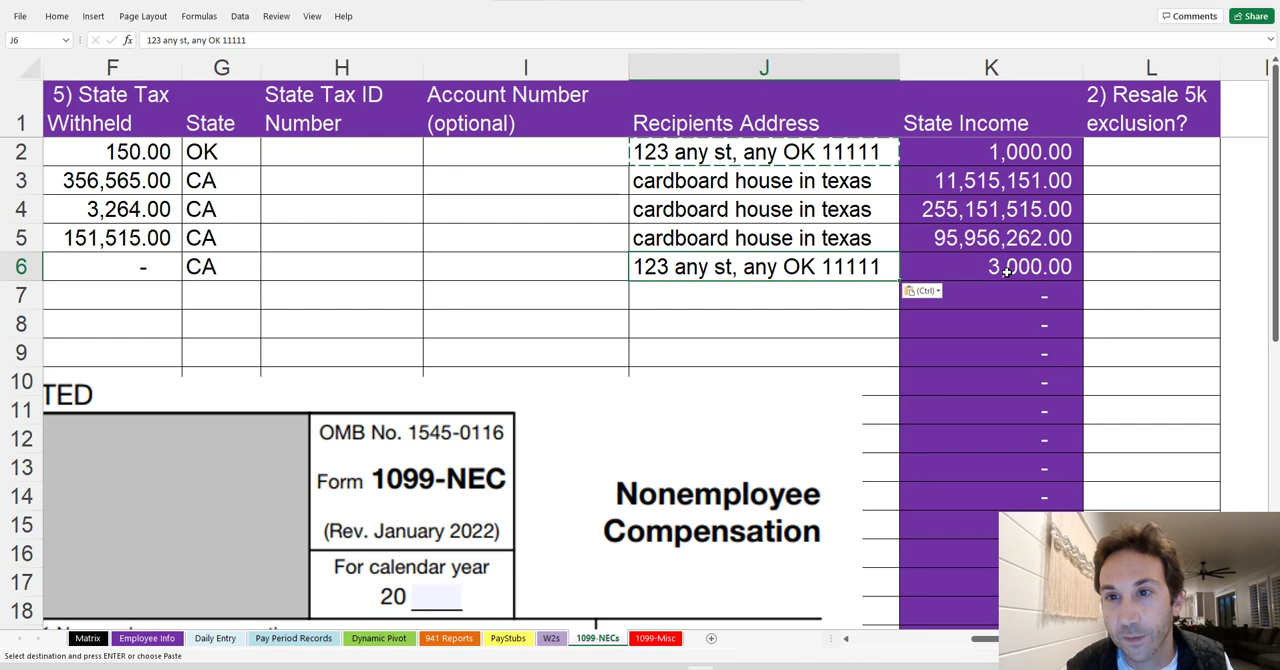 File Home Insert Page Layout Formulas Data Review View Help Comments Share
J6 fx 123 any st, any OK 11111
F G H I J K L
1 5) State Tax Withheld State State Tax ID Number Account Number (optional) Recipients Address State Income 2) Resale 5k exclusion?
2 150.00 OK 123 any st, any OK 11111 1,000.00
3 356,565.00 CA cardboard house in texas 11,515,151.00
4 3,264.00 CA cardboard house in texas 255,151,515.00
5 151,515.00 CA cardboard house in texas 95,956,262.00
6 - CA 123 any st, any OK 11111 3,000.00
7 (Ctrl) -
8 -
9 -
10 TED -
11 -
12 OMB No. 1545-0116 -
13 Form 1099-NEC -
14 Nonemployee -
15 (Rev. January 2022) Compensation
16 For calendar year
17 20
18
Matrix Employee Info Daily Entry Pay Period Records Dynamic Pivot 941 Reports PayStubs W2s 1099-NECs 1099-Misc
Select destination and press ENTER or choose Paste